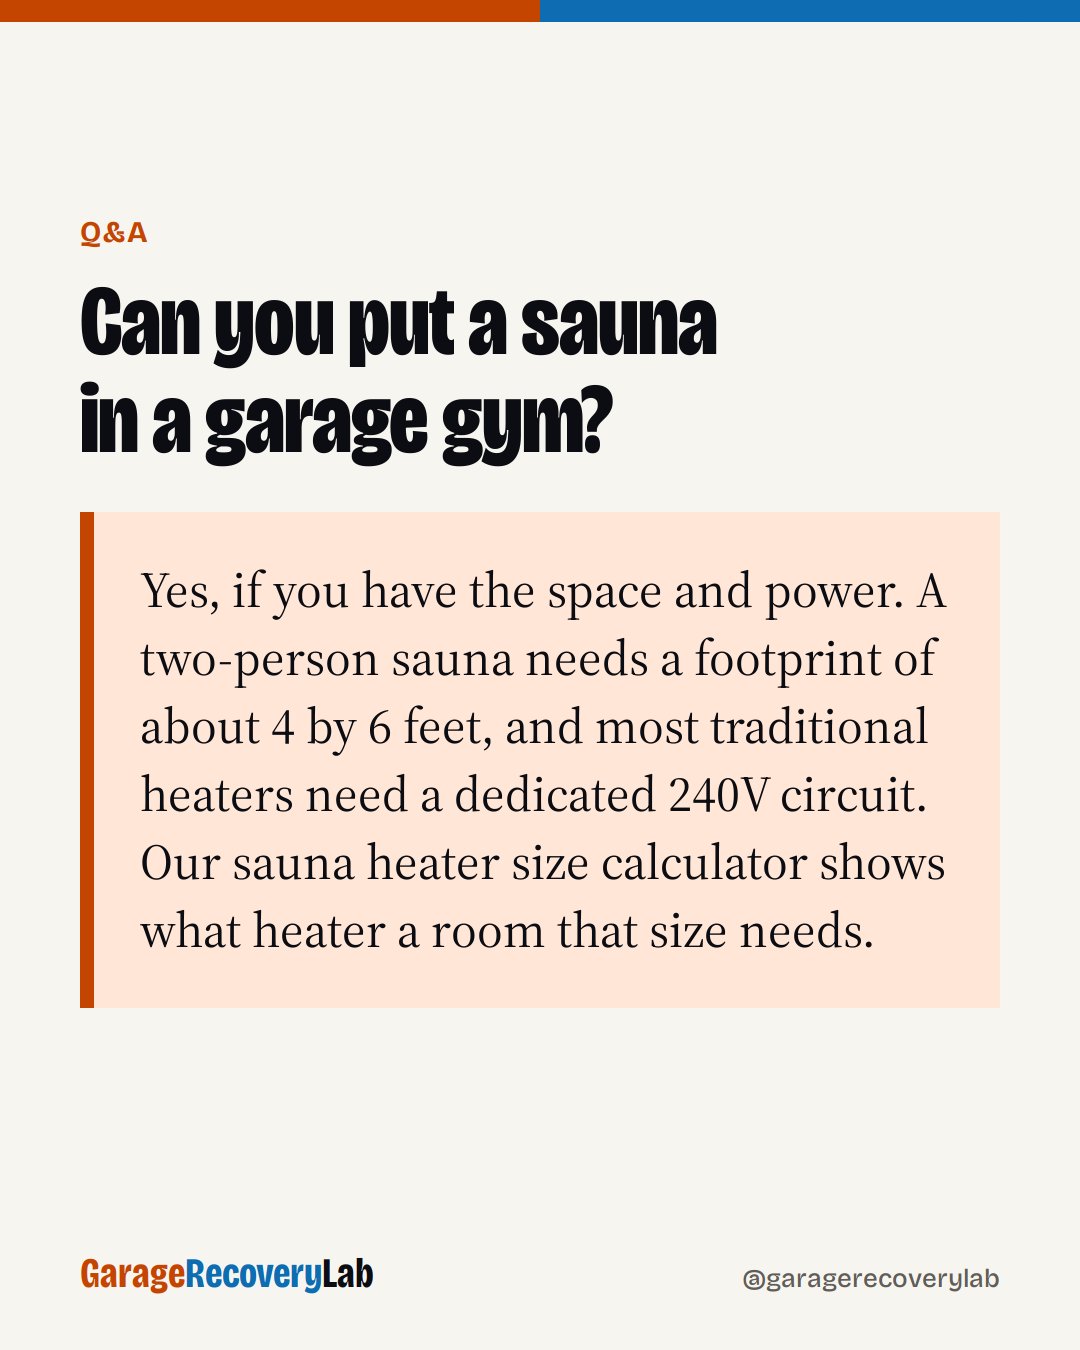 Q&A
Can you put a sauna
in a garage gym?
Yes, if you have the space and power. A
two-person sauna needs a footprint of
about 4 by 6 feet, and most traditional
heaters need a dedicated 240V circuit.
Our sauna heater size calculator shows
what heater a room that size needs.
GarageRecoveryLab
@garagerecoverylab